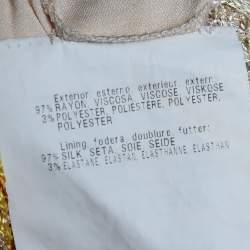 Exterior esterno exterieur extern:
97% RAYON, VISCOSA, VISCOSE, VISKOSE
3% POLYESTER, POLIESTERE, POLYESTER,
POLYESTER
Lining fodera doublure futter:
97% SILK SETA, SOIE, SEIDE
3% ELASTANE, ELASTAN, ELASTHANNE, ELASTHAN